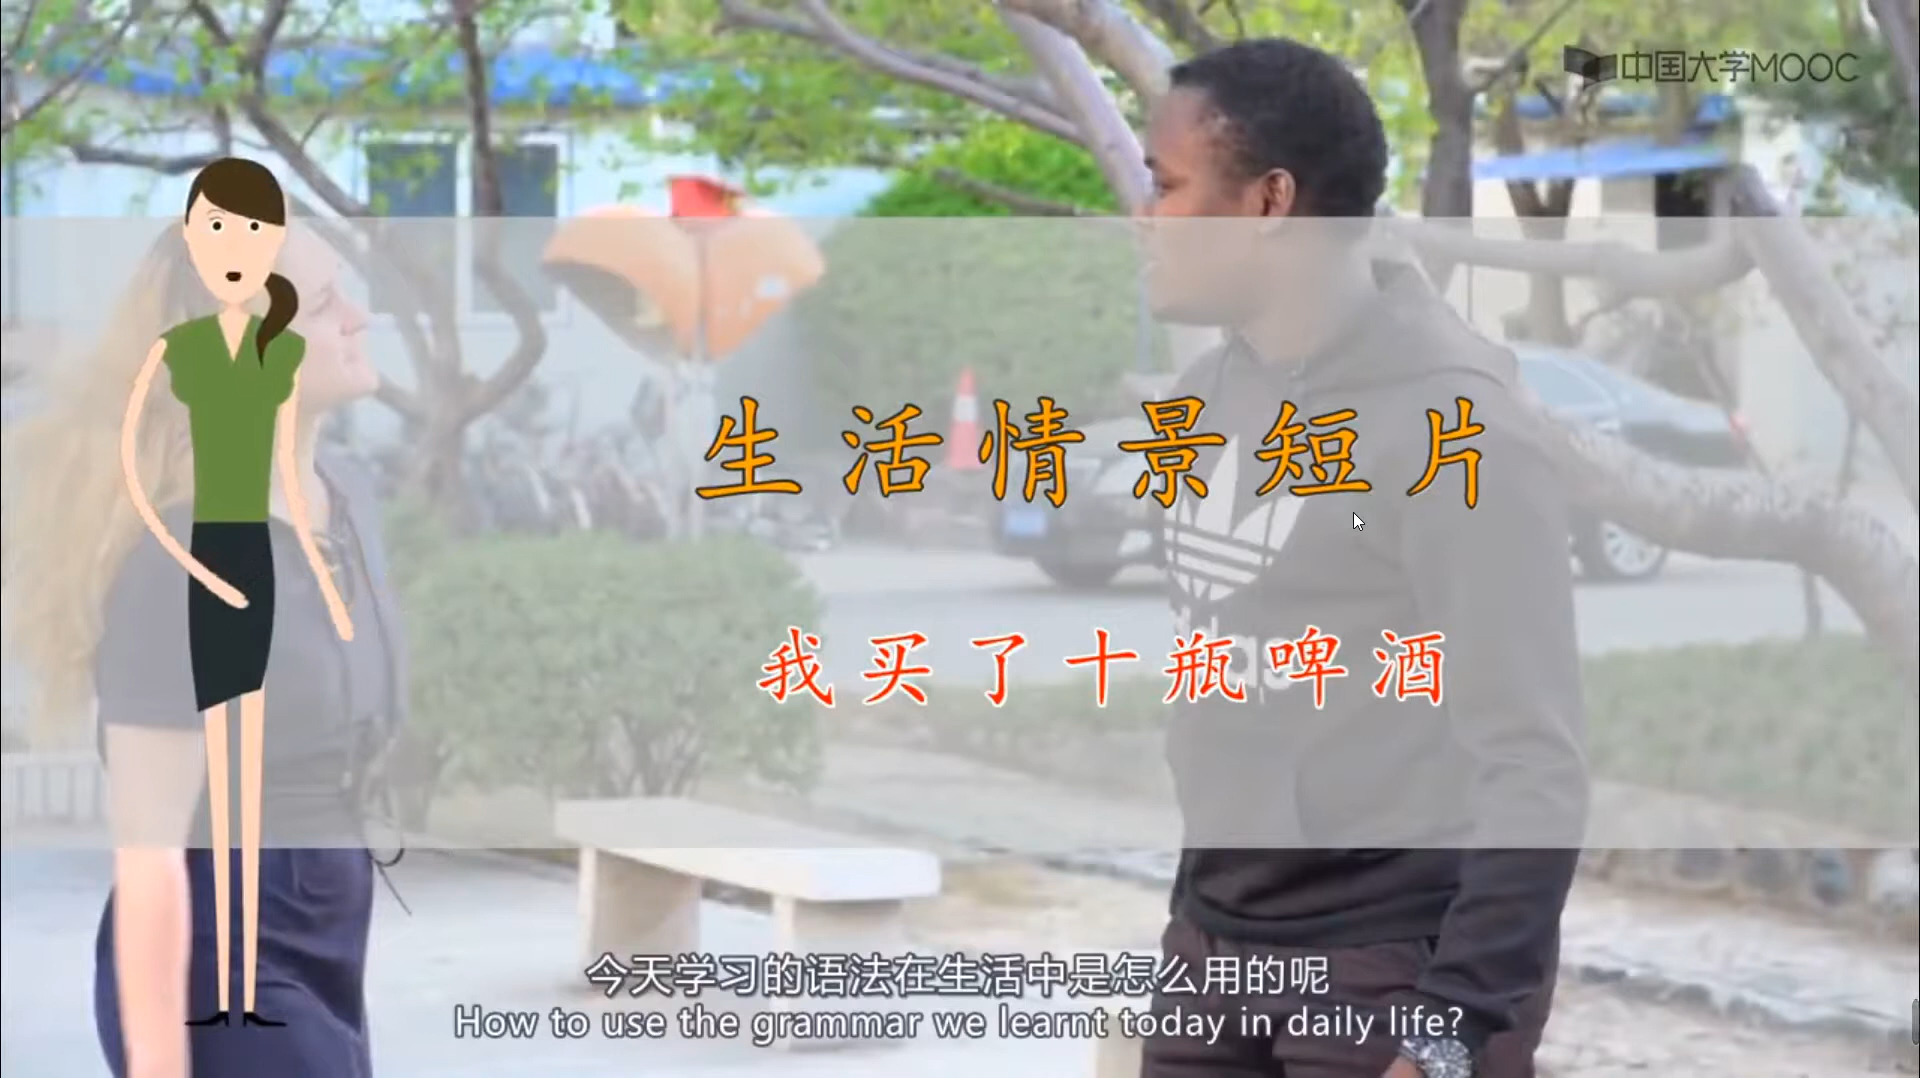 中国大学MOOC
生活情景短片
我买了十瓶啤酒
今天学习的语法在生活中是怎么用的呢
How to use the grammar we learnt today in daily life?